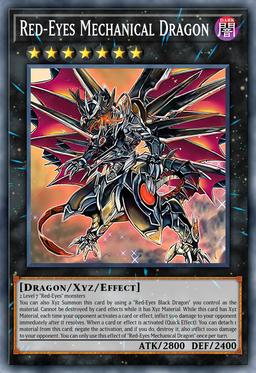 RED-EYES MECHANICAL DRAGON
DARK
闇
[DRAGON/XYZ/EFFECT]
2 Level 7 "Red-Eyes" monsters
You can also Xyz Summon this card by using a "Red-Eyes Black Dragon" you control as the
material. Cannot be destroyed by card effects while it has Xyz Material. While this card has Xyz
Material, each time your opponent activates a card or effect, inflict 500 damage to your opponent
immediately after it resolves. When a card or effect is activated (Quick Effect): You can detach 1
material from this card; negate the activation, and if you do, destroy it, also inflict 1000 damage
to your opponent. You can only use this effect of "Red-Eyes Mechanical Dragon" once per turn.
ATK/2800 DEF/2400